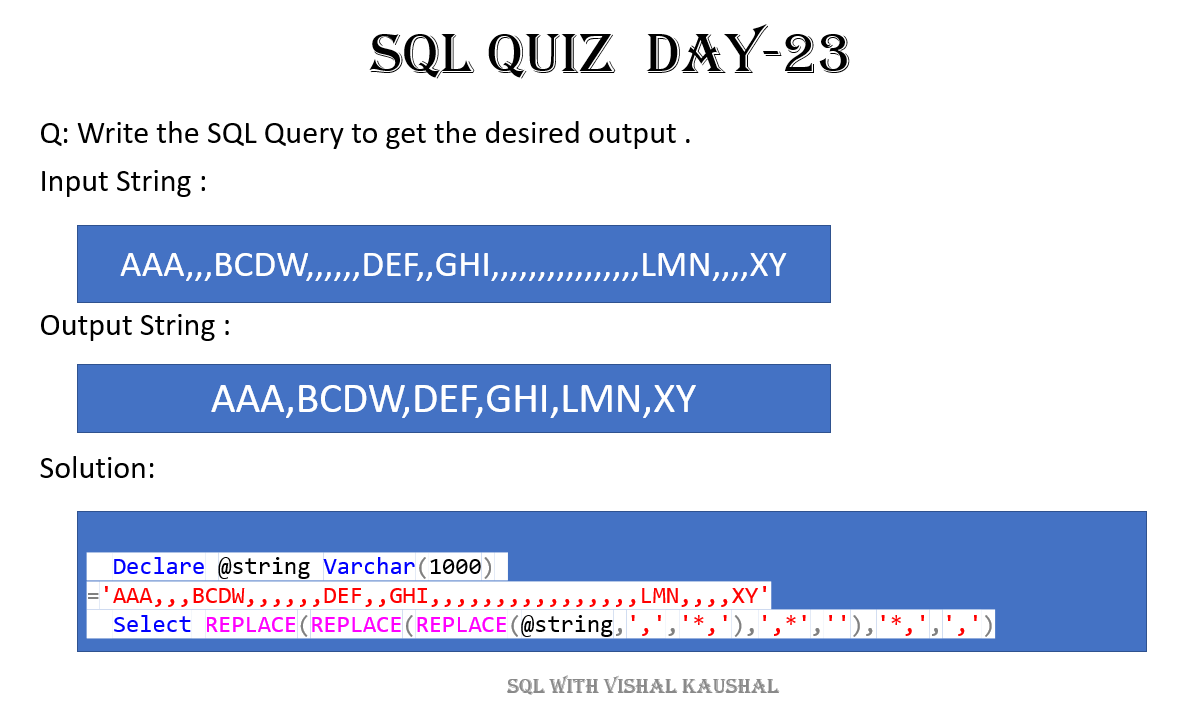 SQL QUIZ DAY-23
Q: Write the SQL Query to get the desired output .
Input String :
AAA,,,BCDW,,,,,,DEF,,GHI,,,,,,,,,,,,,,,,LMN,,,,XY
Output String :
AAA,BCDW,DEF,GHI,LMN,XY
Solution:
Declare @string Varchar(1000)
='AAA,,,BCDW,,,,,,DEF,,GHI,,,,,,,,,,,,,,,,LMN,,,,XY'
Select REPLACE(REPLACE(REPLACE(@string,',','*,'),',*',''),'*,',',')
SQL WITH VISHAL KAUSHAL